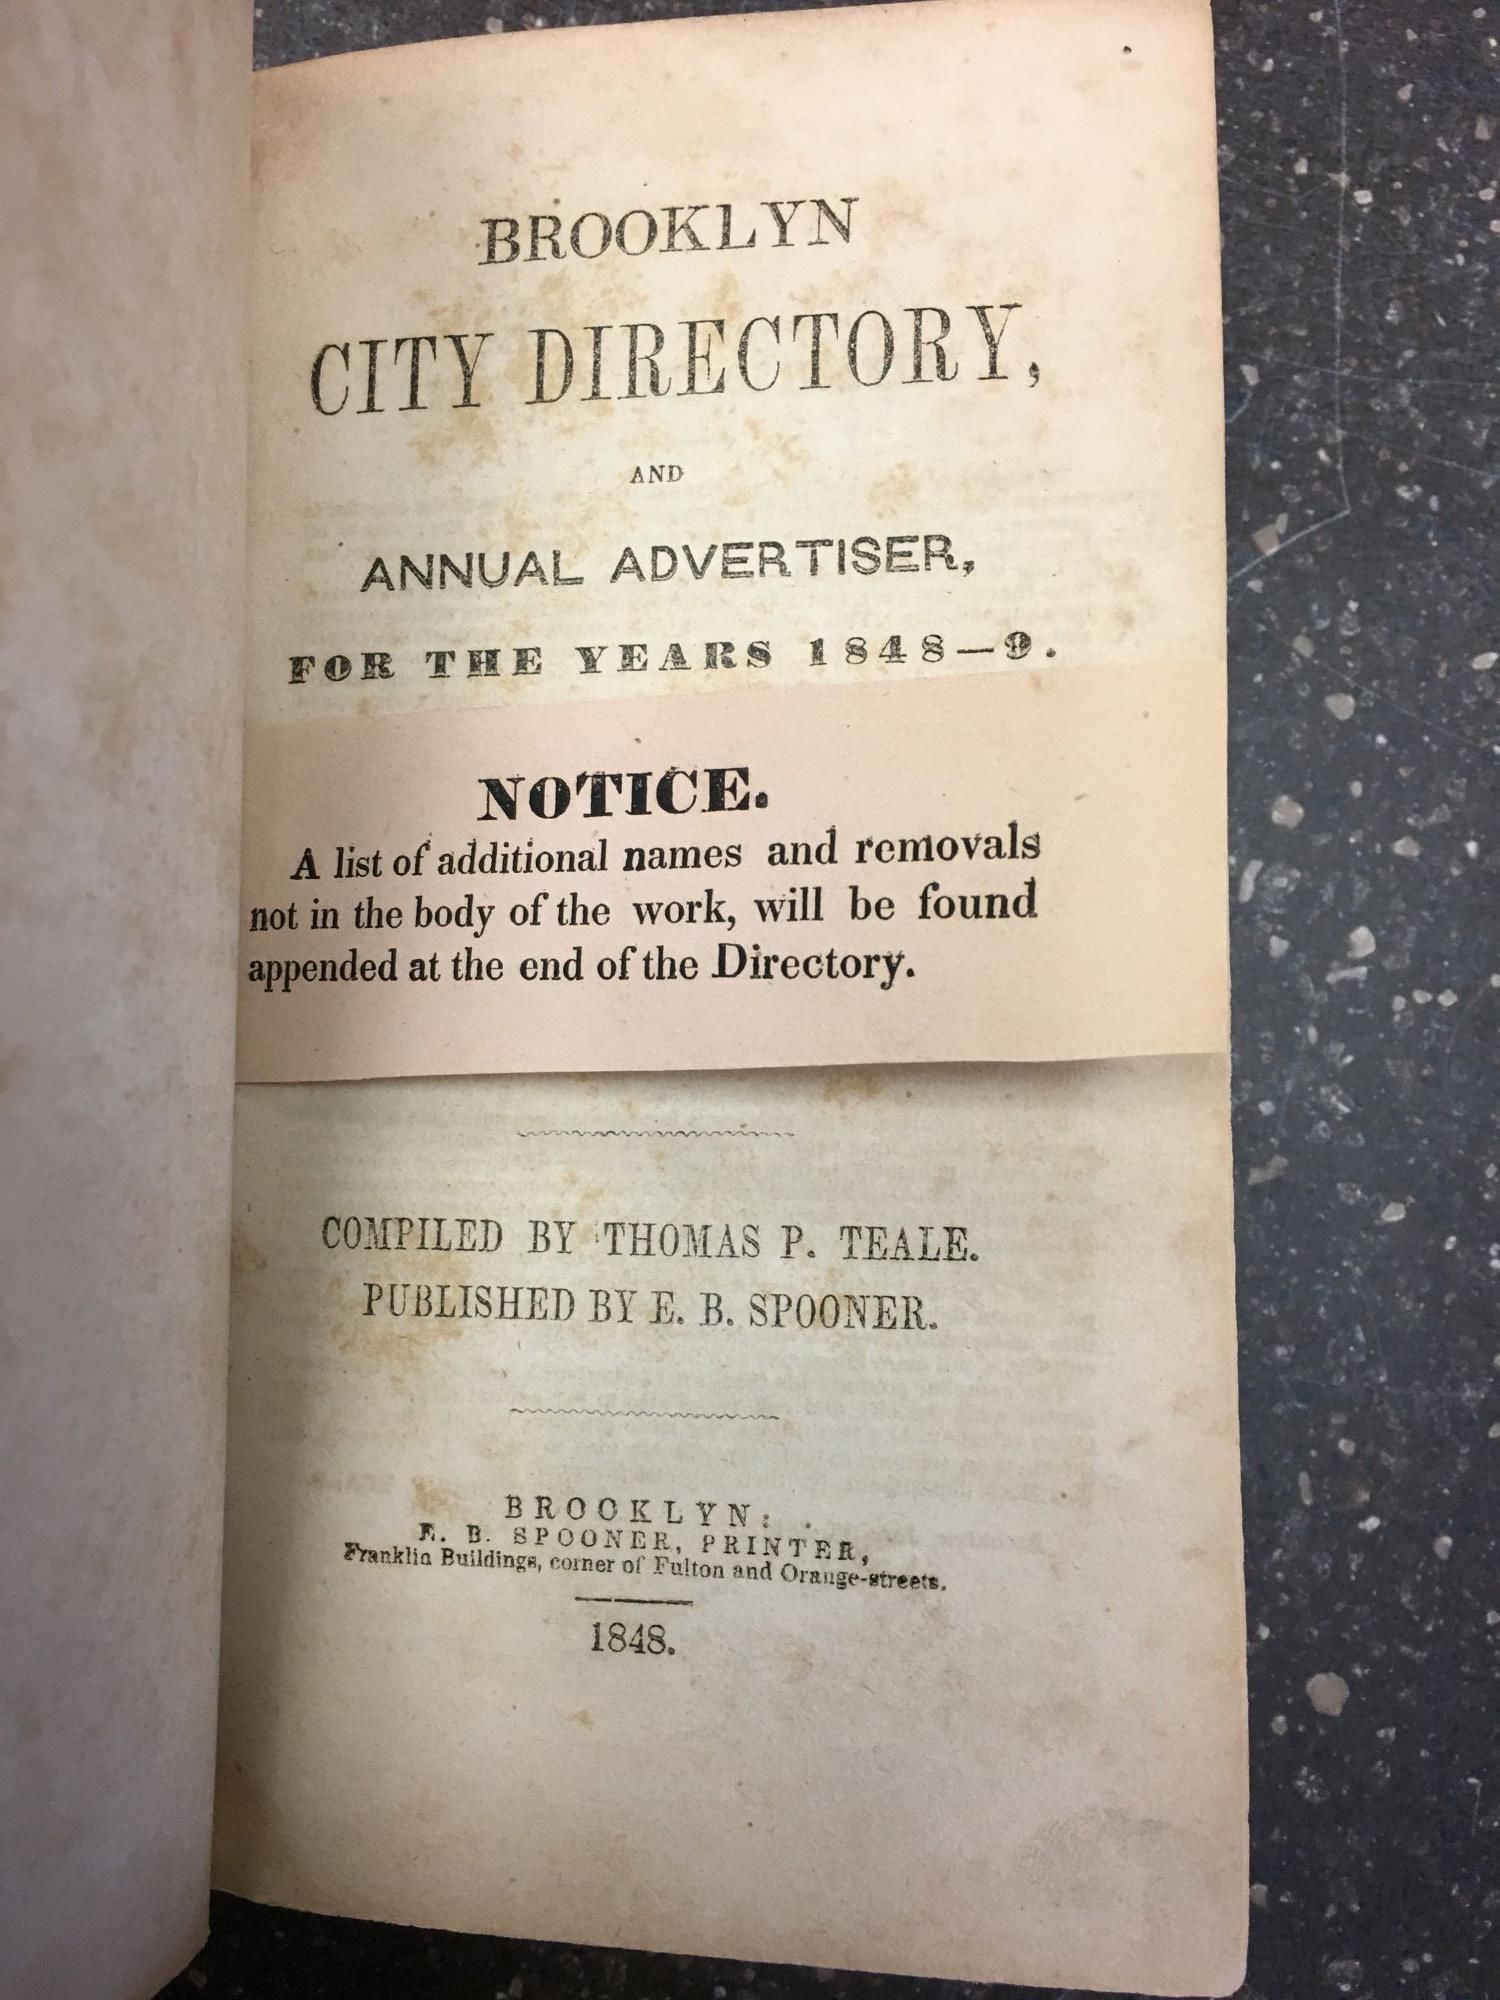 BROOKLYN
CITY DIRECTORY,
AND
ANNUAL ADVERTISER,
FOR THE YEARS 1848—9.
NOTICE.
A list of additional names and removals
not in the body of the work, will be found
appended at the end of the Directory.
COMPILED BY THOMAS P. TEALE.
PUBLISHED BY E. B. SPOONER.
BROOKLYN:
E. B. SPOONER, PRINTER,
Franklin Buildings, corner of Fulton and Orange-streets.
1848.